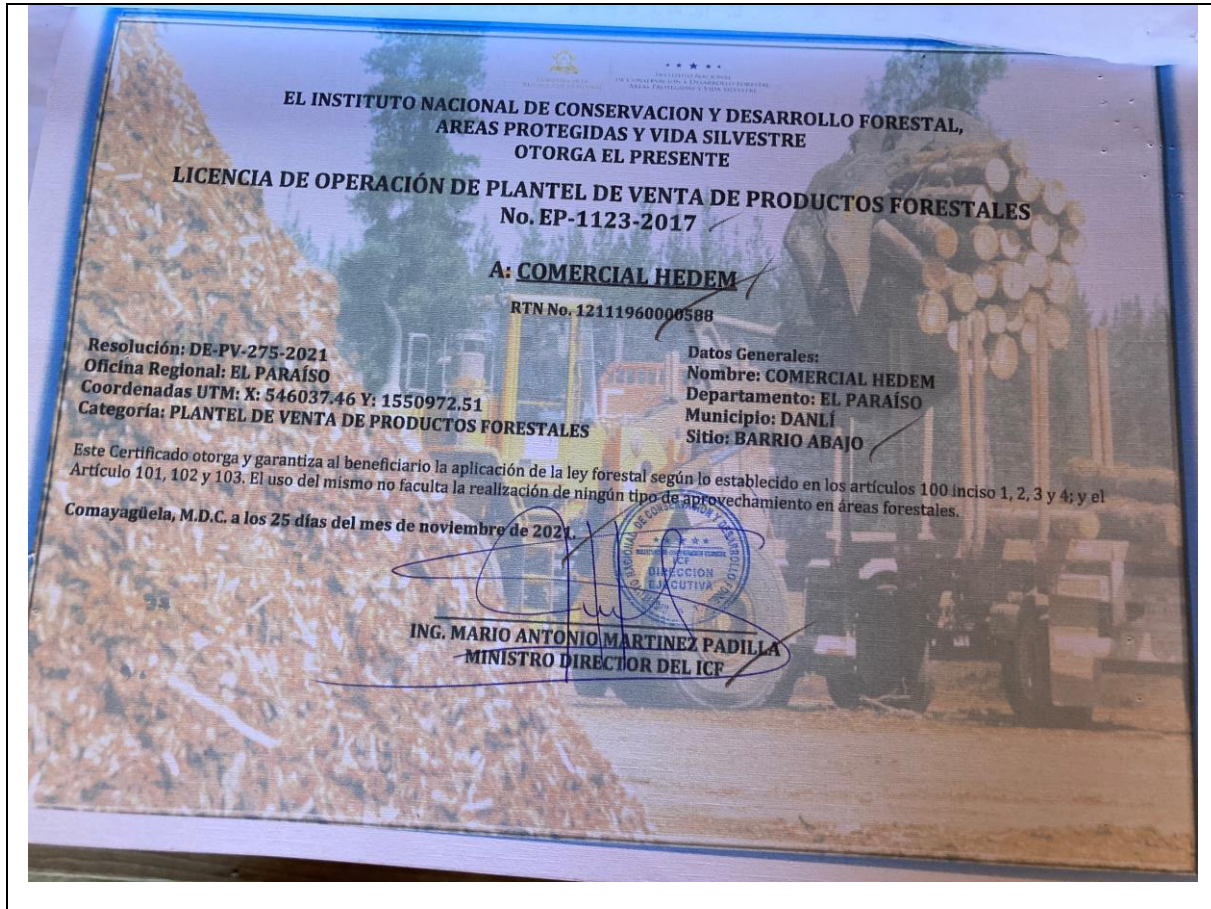 EL INSTITUTO NACIONAL DE CONSERVACION Y DESARROLLO FORESTAL,
AREAS PROTEGIDAS Y VIDA SILVESTRE
OTORGA EL PRESENTE
LICENCIA DE OPERACIÓN DE PLANTEL DE VENTA DE PRODUCTOS FORESTALES
No. EP-1123-2017
A: COMERCIAL HEDEM
RTN No. 12111960000588
Resolución: DE-PV-275-2021
Oficina Regional: EL PARAÍSO
Coordenadas UTM: X: 546037.46 Y: 1550972.51
Categoría: PLANTEL DE VENTA DE PRODUCTOS FORESTALES
Datos Generales:
Nombre: COMERCIAL HEDEM
Departamento: EL PARAÍSO
Municipio: DANLÍ
Sitio: BARRIO ABAJO
Este Certificado otorga y garantiza al beneficiario la aplicación de la ley forestal según lo establecido en los artículos 100 inciso 1, 2, 3 y 4; y el
Artículo 101, 102 y 103. El uso del mismo no faculta la realización de ningún tipo de aprovechamiento en áreas forestales.
Comayagüela, M.D.C. a los 25 días del mes de noviembre de 2021.
ICF
DIRECCION
EJECUTIVA
ING. MARIO ANTONIO MARTINEZ PADILLA
MINISTRO DIRECTOR DEL ICF